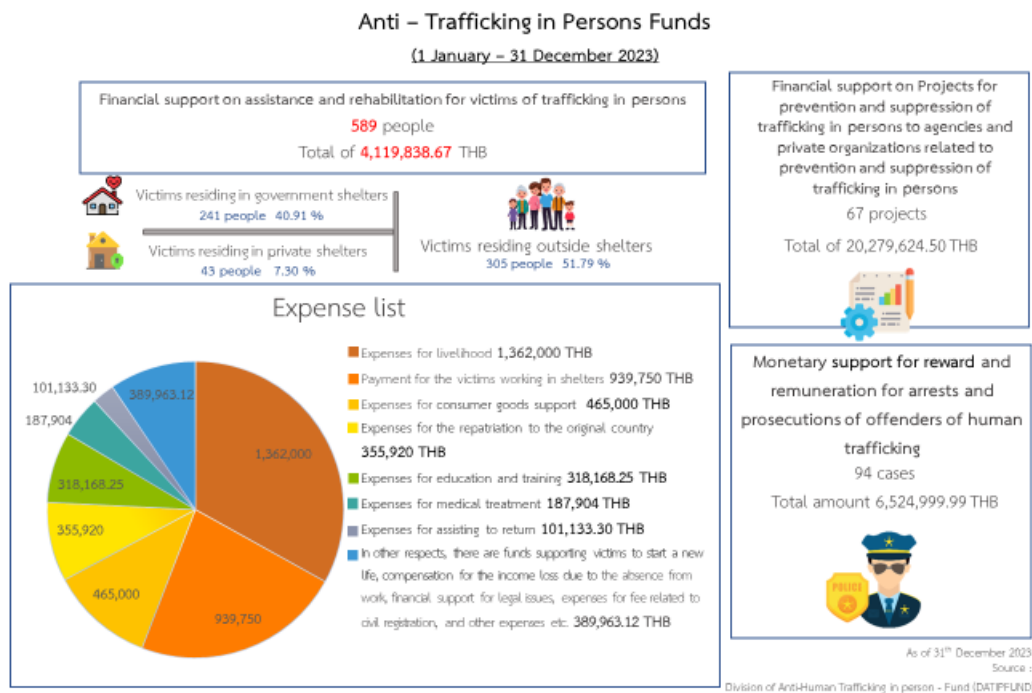 Anti – Trafficking in Persons Funds
(1 January – 31 December 2023)
Financial support on assistance and rehabilitation for victims of trafficking in persons
589 people
Total of 4,119,838.67 THB
Victims residing in government shelters
241 people 40.91 %
Victims residing in private shelters
43 people 7.30 %
Victims residing outside shelters
305 people 51.79 %
Financial support on Projects for
prevention and suppression of
trafficking in persons to agencies and
private organizations related to
prevention and suppression of
trafficking in persons
67 projects
Total of 20,279,624.50 THB
Expense list
101,133.30
389,963.12
187,904
318,168.25
355,920
465,000
939,750
1,362,000
Expenses for livelihood 1,362,000 THB
Payment for the victims working in shelters 939,750 THB
Expenses for consumer goods support 465,000 THB
Expenses for the repatriation to the original country
355,920 THB
Expenses for education and training 318,168.25 THB
Expenses for medical treatment 187,904 THB
Expenses for assisting to return 101,133.30 THB
In other respects, there are funds supporting victims to start a new
life, compensation for the income loss due to the absence from
work, financial support for legal issues, expenses for fee related to
civil registration, and other expenses etc. 389,963.12 THB
Monetary support for reward and
remuneration for arrests and
prosecutions of offenders of human
trafficking
94 cases
Total amount 6,524,999.99 THB
POLICE
As of 31th December 2023
Source :
Division of Anti-Human Trafficking in person - Fund (DATIPFUND